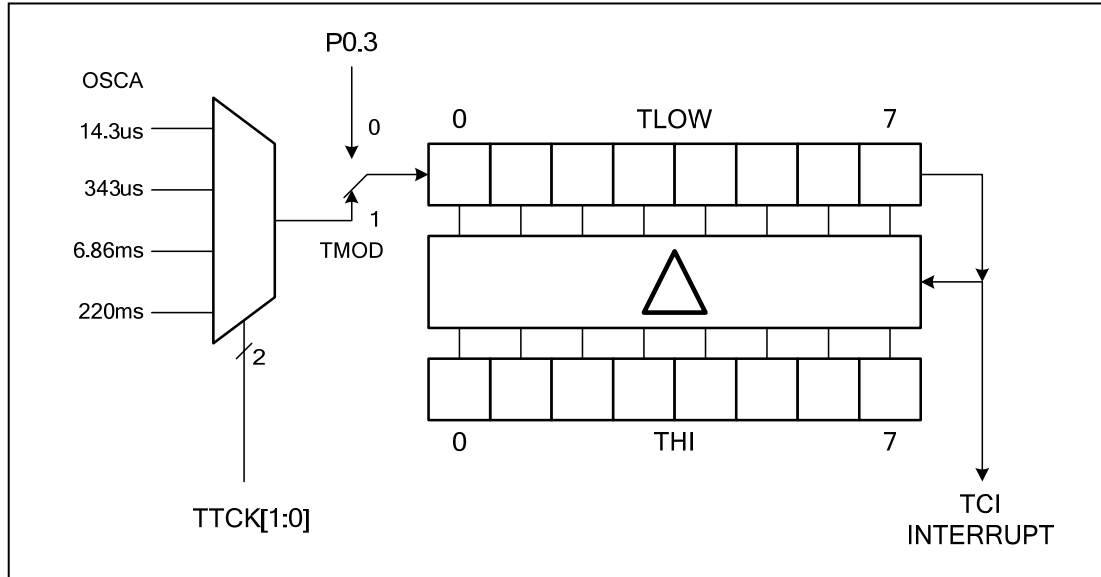 P0.3
OSCA
14.3us
343us
6.86ms
220ms
0
1
TMOD
2
TTCK[1:0]
0 TLOW 7
0 THI 7
TCI
INTERRUPT